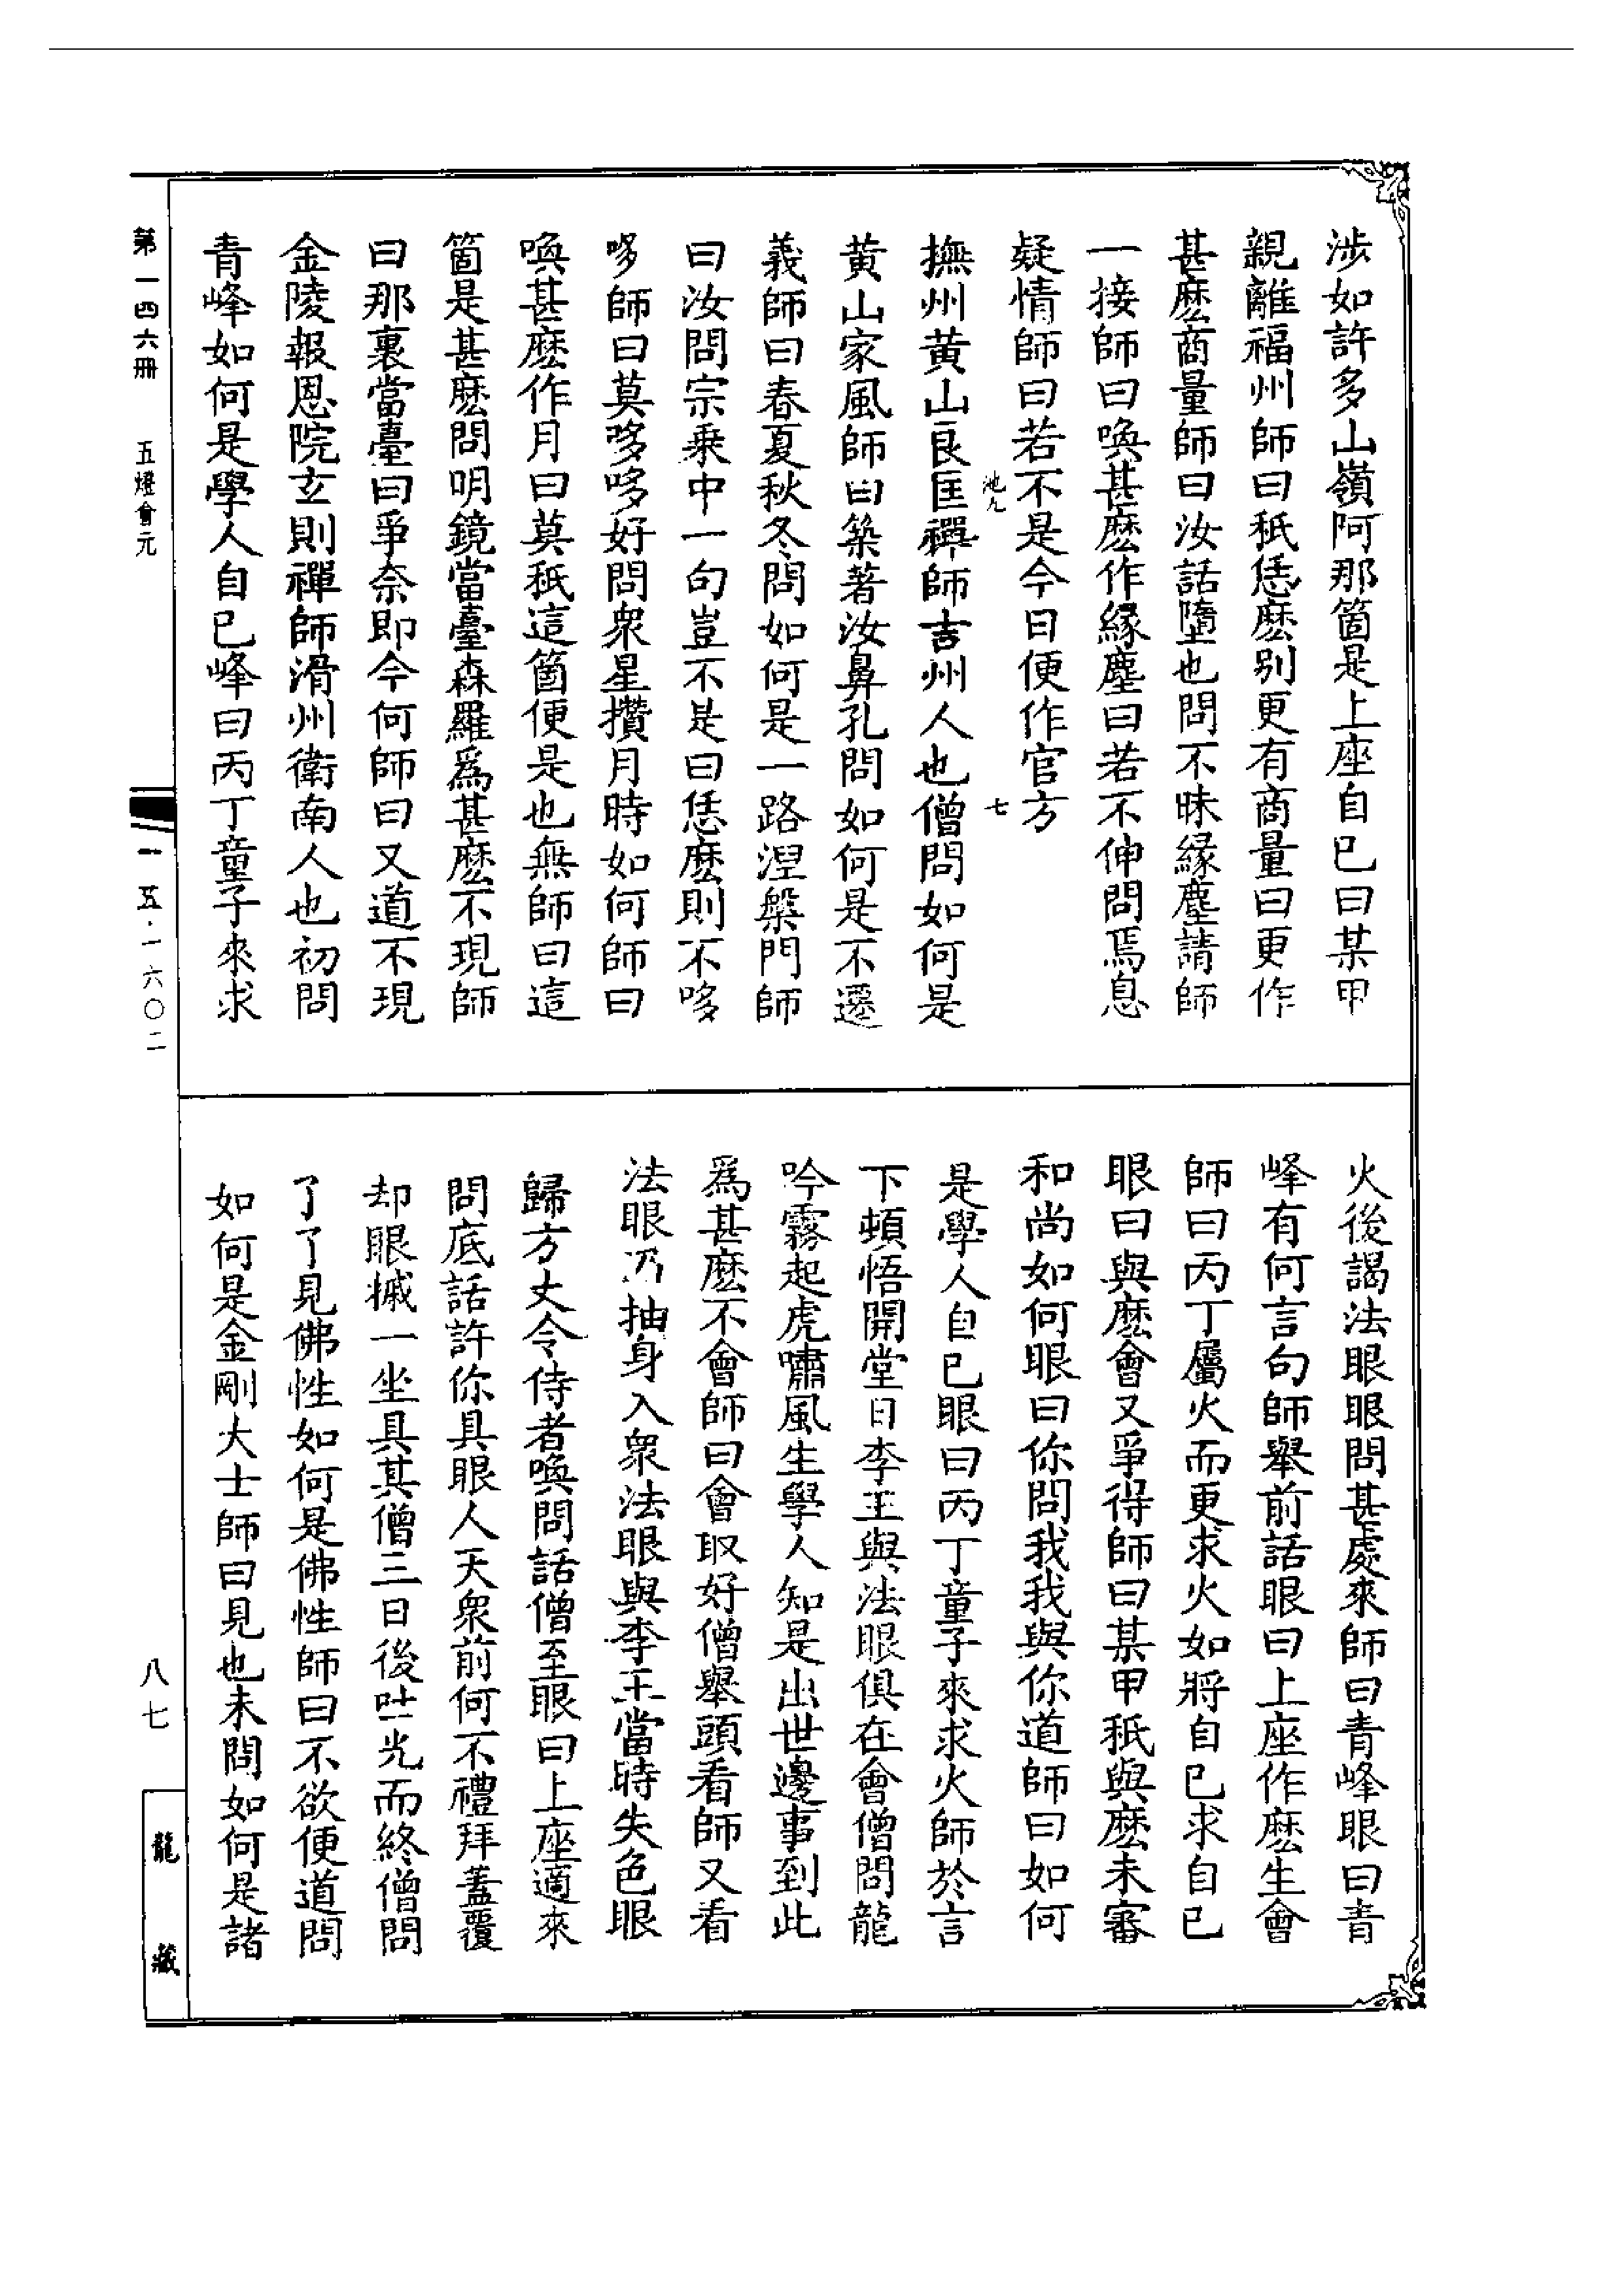 涉如許多山嶺阿那箇是上座自己曰某甲
親離福州師曰秖恁麽别更有商量曰更作
甚麽商量師曰汝話墮也問不昧緣塵請師
一接師曰喚甚麽作緣塵曰若不伸問焉息
疑情師曰若不是今日便作官方
池九
七
撫州黄山良匡禪師吉州人也僧問如何是
黄山家風師曰築著汝鼻孔問如何是不遷
義師曰春夏秋冬問如何是一路涅槃門師
曰汝問宗乘中一句豈不是曰恁麽則不哆
哆師曰莫哆哆好問衆星攢月時如何師曰
喚甚麽作月曰莫秖這箇便是也無師曰這
箇是甚麽問明鏡當臺森羅爲甚麽不現師
曰那裏當臺曰爭奈即今何師曰又道不現
金陵報恩院玄則禪師滑州衛南人也初問
青峰如何是學人自己峰曰丙丁童子來求
火後謁法眼眼問甚處來師曰青峰眼曰青
峰有何言句師舉前話眼曰上座作麽生會
師曰丙丁屬火而更求火如將自己求自己
眼曰與麽會又爭得師曰某甲秖與麽未審
和尚如何眼曰你問我我與你道師曰如何
是學人自己眼曰丙丁童子來求火師於言
下頓悟開堂日李王與法眼俱在會僧問龍
吟霧起虎嘯風生學人知是出世邊事到此
爲甚麽不會師曰會取好僧舉頭看師又看
法眼乃抽身入衆法眼與李王當時失色眼
歸方丈令侍者喚問話僧至眼曰上座適來
問底話許你具眼人天衆前何不禮拜蓋覆
却眼搣一坐具其僧三日後吐光而終僧問
了了見佛性如何是佛性師曰不欲便道問
如何是金剛大士師曰見也未問如何是諸
第一四六冊 五燈會元
一五·一六〇二
八七
龍藏